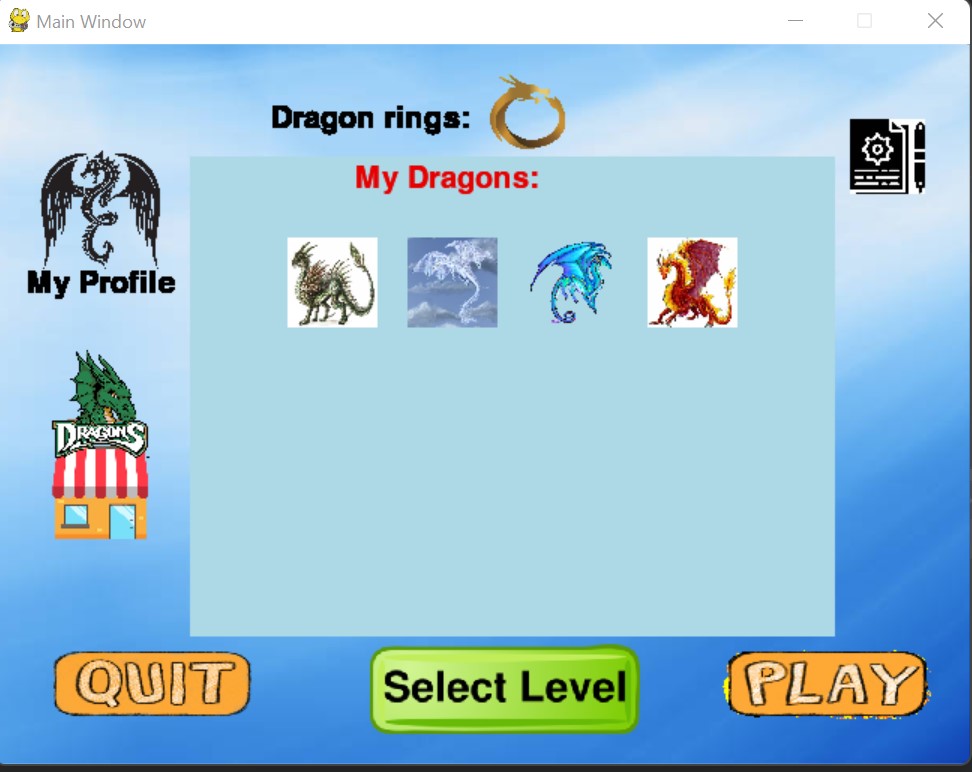 Main Window
Dragon rings:
My Dragons:
My Profile
DRAGONS
QUIT
Select Level
PLAY